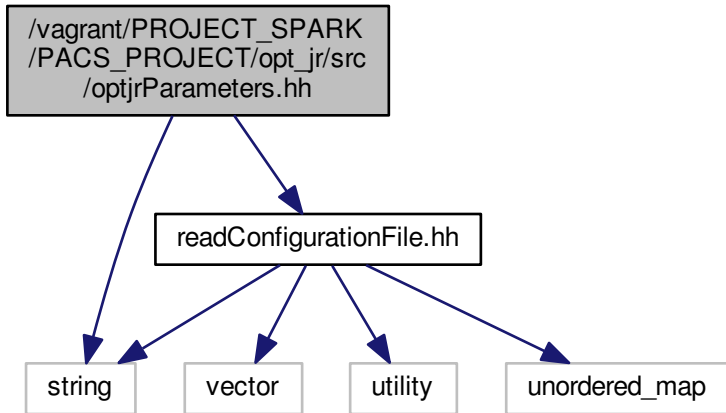 /vagrant/PROJECT_SPARK
/PACS_PROJECT/opt_jr/src
/optjrParameters.hh
readConfigurationFile.hh
string
vector
utility
unordered_map